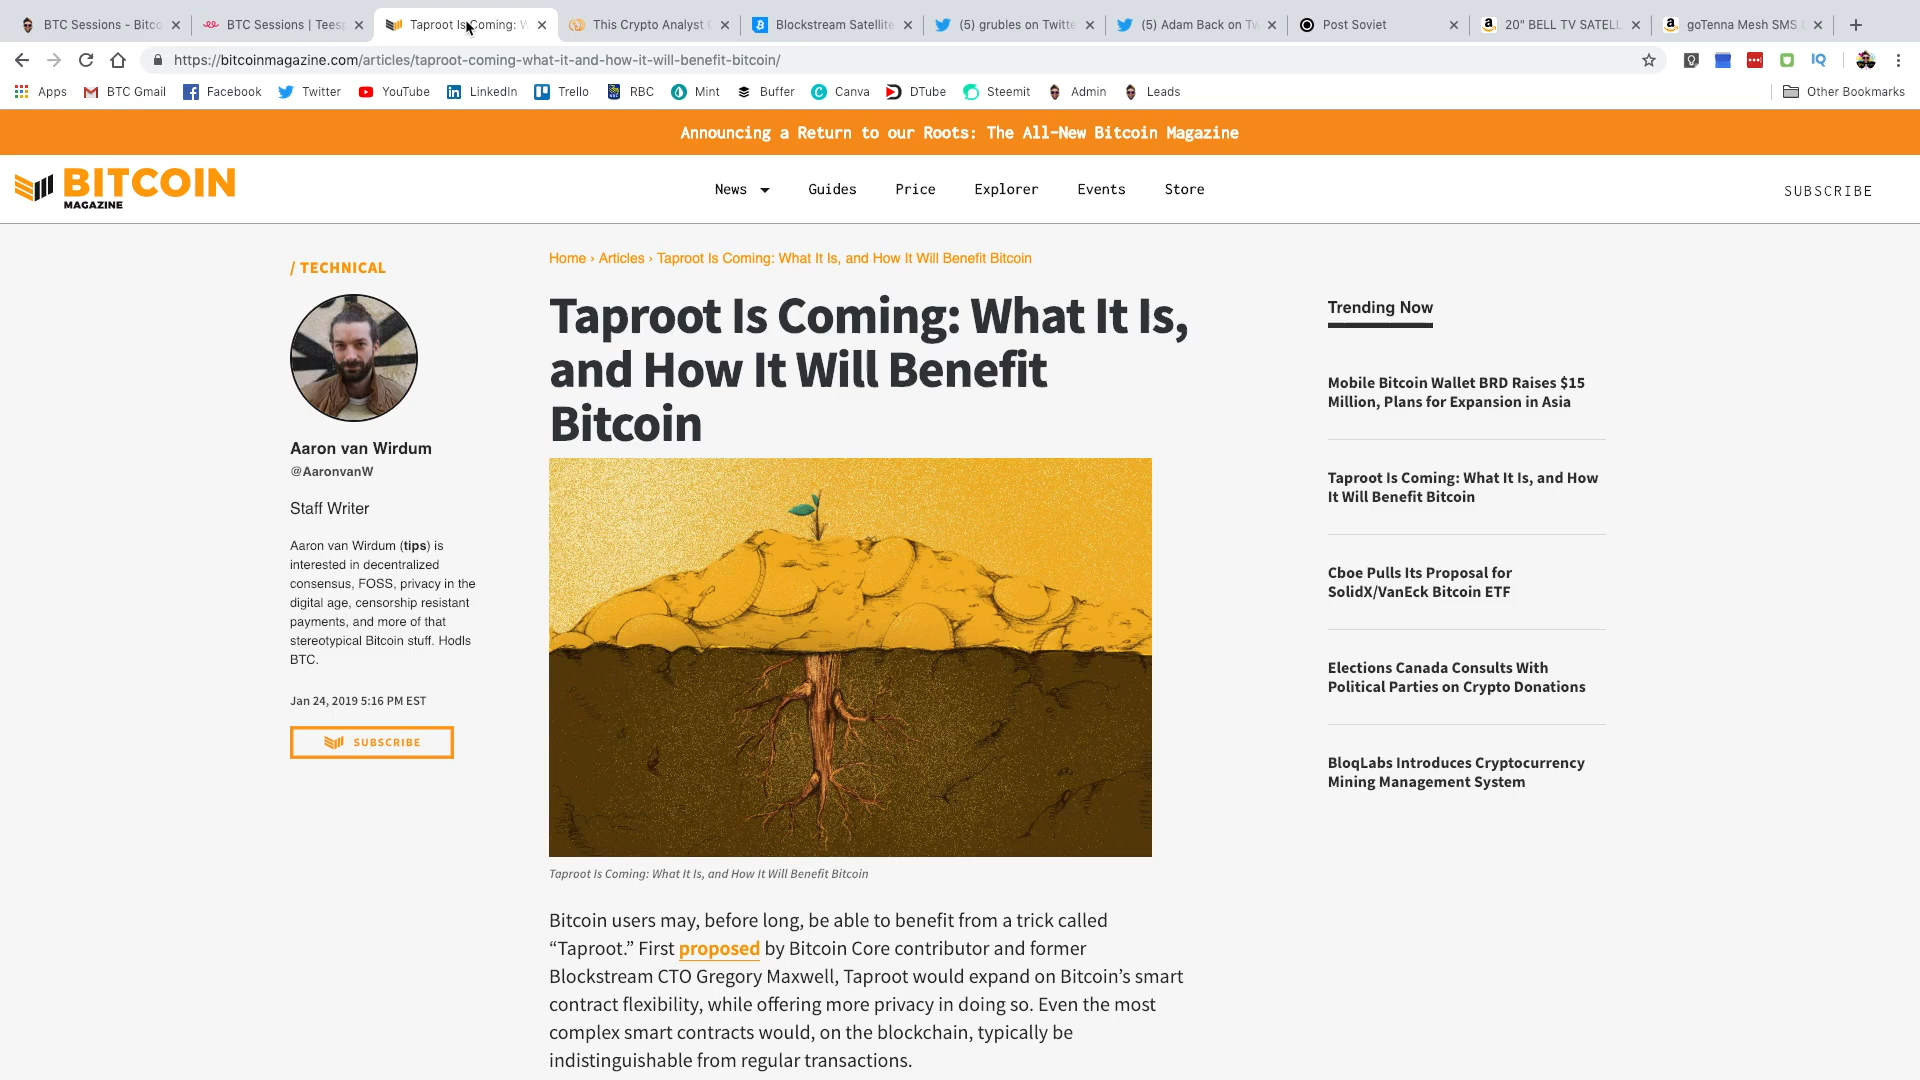 BTC Sessions - Bitco
BTC Sessions | Tees
Taproot Is Coming: W
This Crypto Analyst
Blockstream Satellite
(5) grubles on Twitte
(5) Adam Back on Tw
Post Soviet
20" BELL TV SATELL
goTenna Mesh SMS
https://bitcoinmagazine.com/articles/taproot-coming-what-it-and-how-it-will-benefit-bitcoin/
Apps
BTC Gmail
Facebook
Twitter
YouTube
LinkedIn
Trello
RBC
Mint
Buffer
Canva
DTube
Steemit
Admin
Leads
Other Bookmarks
Announcing a Return to our Roots: The All-New Bitcoin Magazine
BITCOIN
MAGAZINE
News
Guides
Price
Explorer
Events
Store
SUBSCRIBE
/ TECHNICAL
Aaron van Wirdum
@AaronvanW
Staff Writer
Aaron van Wirdum (tips) is
interested in decentralized
consensus, FOSS, privacy in the
digital age, censorship resistant
payments, and more of that
stereotypical Bitcoin stuff. Hodls
BTC.
Jan 24, 2019 5:16 PM EST
SUBSCRIBE
Home › Articles › Taproot Is Coming: What It Is, and How It Will Benefit Bitcoin
Taproot Is Coming: What It Is,
and How It Will Benefit
Bitcoin
Taproot Is Coming: What It Is, and How It Will Benefit Bitcoin
Bitcoin users may, before long, be able to benefit from a trick called
“Taproot.” First proposed by Bitcoin Core contributor and former
Blockstream CTO Gregory Maxwell, Taproot would expand on Bitcoin’s smart
contract flexibility, while offering more privacy in doing so. Even the most
complex smart contracts would, on the blockchain, typically be
indistinguishable from regular transactions.
Trending Now
Mobile Bitcoin Wallet BRD Raises $15
Million, Plans for Expansion in Asia
Taproot Is Coming: What It Is, and How
It Will Benefit Bitcoin
Cboe Pulls Its Proposal for
SolidX/VanEck Bitcoin ETF
Elections Canada Consults With
Political Parties on Crypto Donations
BloqLabs Introduces Cryptocurrency
Mining Management System